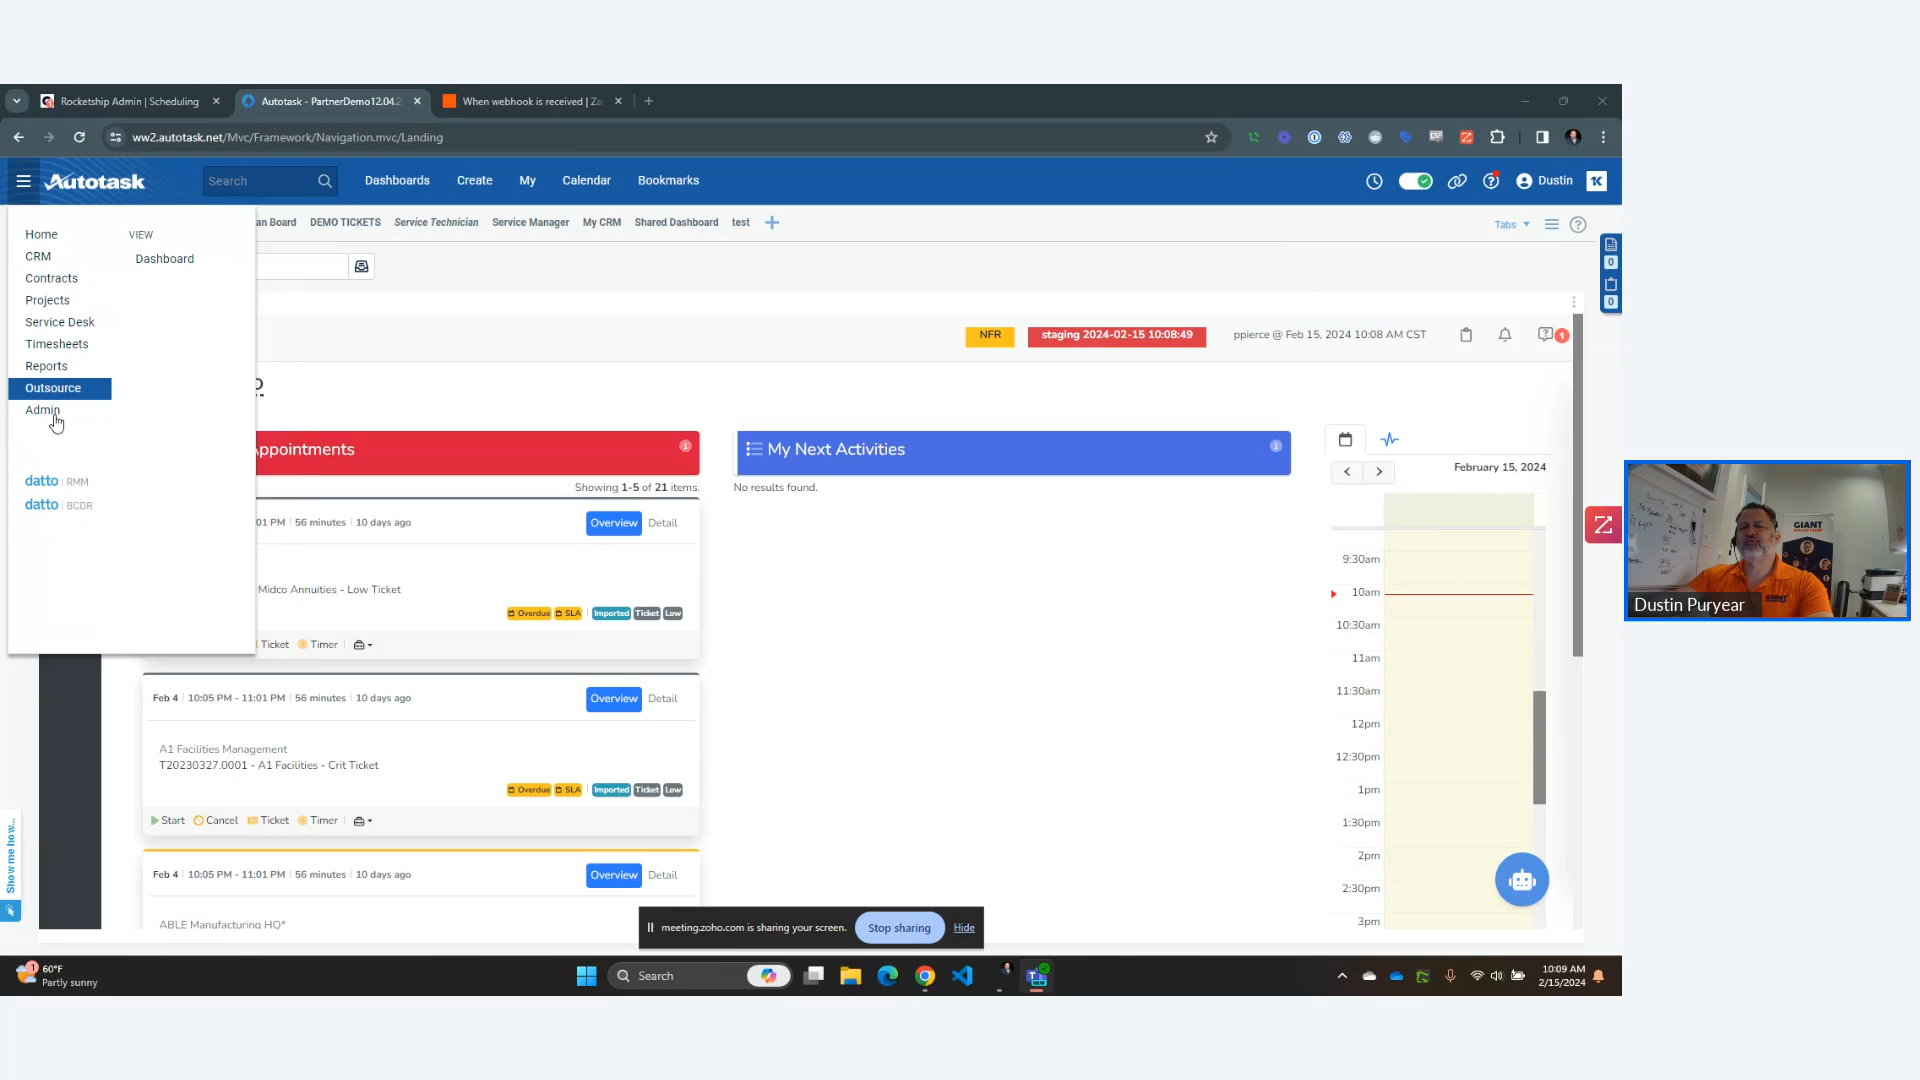 Rocketship Admin | Scheduling
Autotask - PartnerDemo12.04.2
When webhook is received | Za
ww2.autotask.net/Mvc/Framework/Navigation.mvc/Landing
Autotask
Search
Dashboards
Create
My
Calendar
Bookmarks
Dustin
an Board
DEMO TICKETS
Service Technician
Service Manager
My CRM
Shared Dashboard
test
Tabs
Home
CRM
Contracts
Projects
Service Desk
Timesheets
Reports
Outsource
Admin
VIEW
Dashboard
datto | RMM
datto | BCDR
0
0
NFR
staging 2024-02-15 10:08:49
ppierce @ Feb 15, 2024 10:08 AM CST
1
ppointments
Showing 1-5 of 21 items.
01 PM | 56 minutes | 10 days ago
Overview
Detail
Midco Annuities - Low Ticket
Overdue
SLA
Imported
Ticket
Low
Ticket
Timer
Feb 4 | 10:05 PM - 11:01 PM | 56 minutes | 10 days ago
Overview
Detail
A1 Facilities Management
T20230327.0001 - A1 Facilities - Crit Ticket
Overdue
SLA
Imported
Ticket
Low
Start
Cancel
Ticket
Timer
Feb 4 | 10:05 PM - 11:01 PM | 56 minutes | 10 days ago
Overview
Detail
ABLE Manufacturing HQ*
My Next Activities
No results found.
February 15, 2024
9:30am
10am
10:30am
11am
11:30am
12pm
12:30pm
1pm
1:30pm
2pm
2:30pm
3pm
Show me how...
meeting.zoho.com is sharing your screen.
Stop sharing
Hide
GIANT
Dustin Puryear
1
60°F
Partly sunny
Search
NEW
10:09 AM
2/15/2024